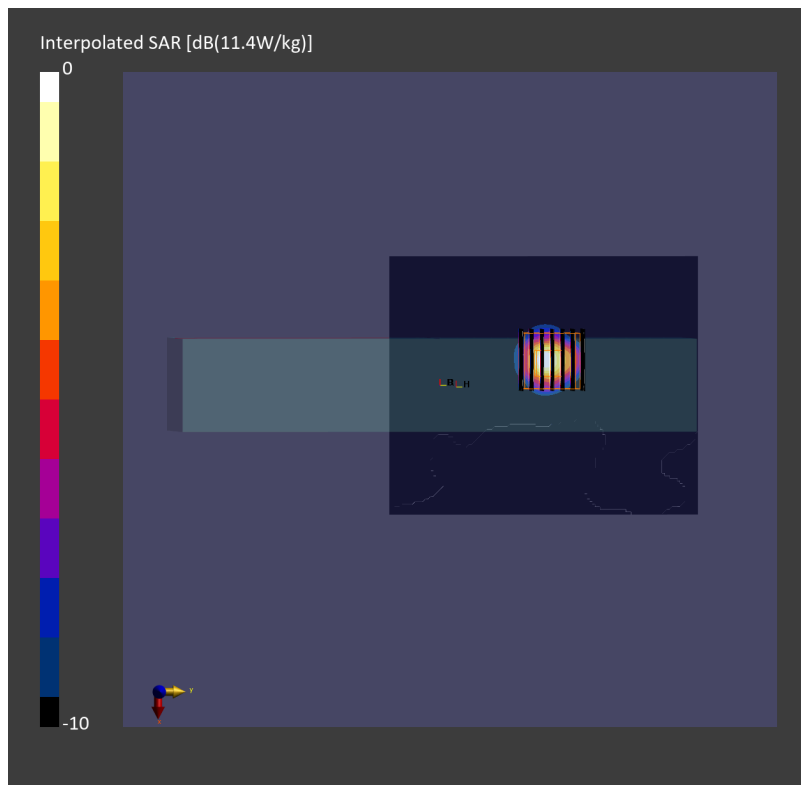 Interpolated SAR [dB(11.4W/kg)]
0
B H
Y
X
-10